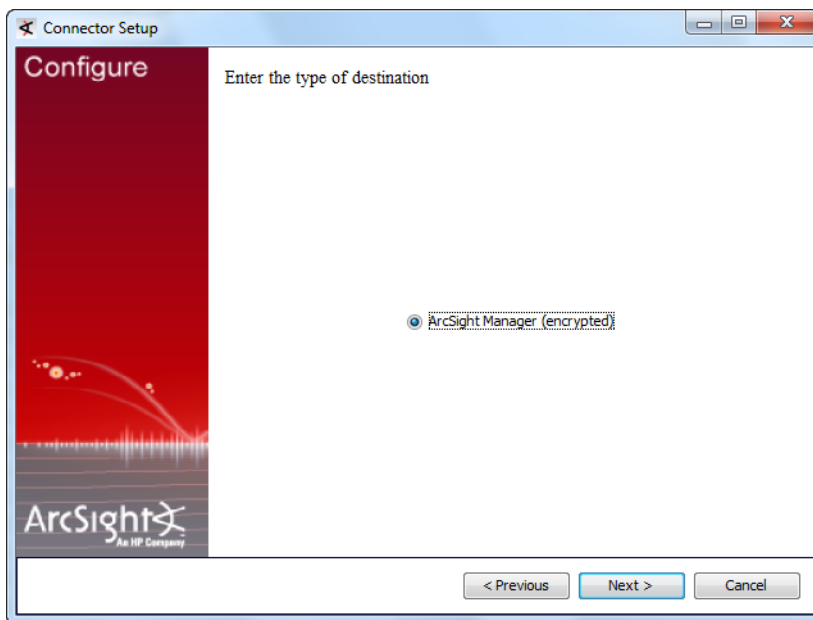 Connector Setup
Configure
Enter the type of destination
ArcSight Manager (encrypted)
ArcSight
An HP Company
< Previous
Next >
Cancel